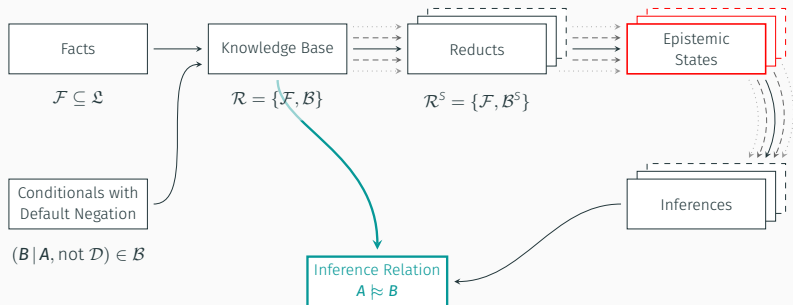 Facts
Knowledge Base
Reducts
Epistemic
States
ℱ ⊆ 𝔏
ℛ = {ℱ, ℬ}
ℛ^S = {ℱ, ℬ^S}
Conditionals with
Default Negation
Inferences
(B | A, not 𝒟) ∈ ℬ
Inference Relation
A |≈ B